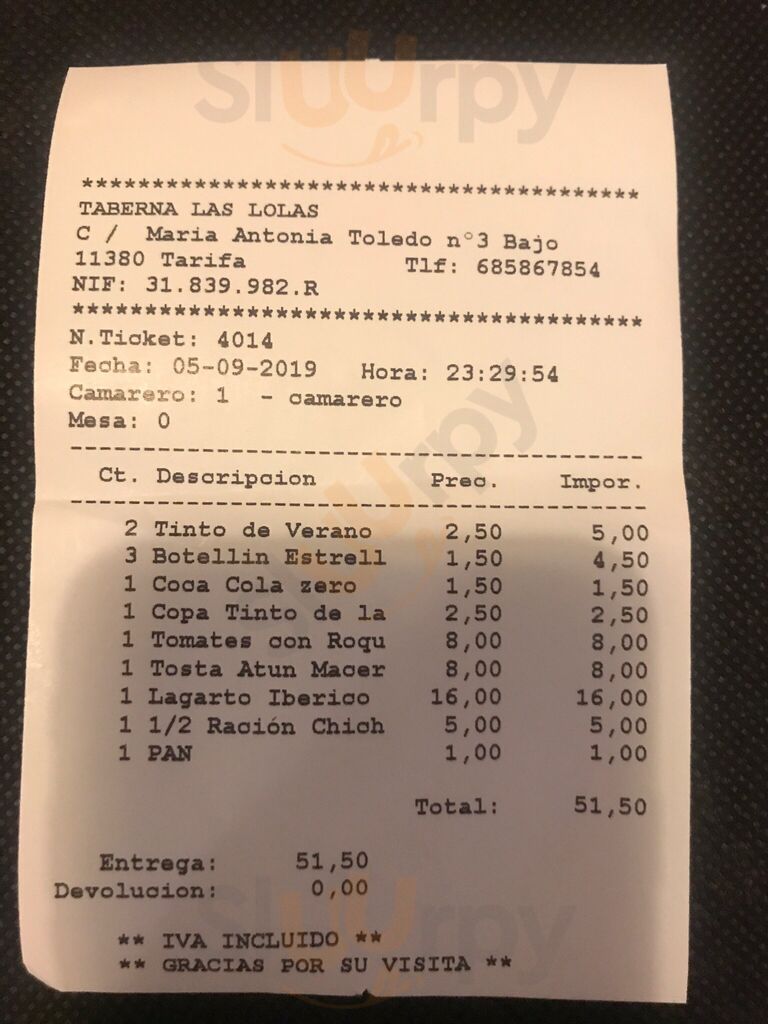 Sluurpy
******************************************
TABERNA LAS LOLAS
C /  Maria Antonia Toledo nº3 Bajo
11380 Tarifa Tlf: 685867854
NIF: 31.839.982.R
******************************************
N.Ticket: 4014
Fecha: 05-09-2019 Hora: 23:29:54
Camarero: 1 - camarero
Mesa: 0
------------------------------------------
Ct. Descripcion Prec. Impor.
------------------------------------------
2 Tinto de Verano 2,50 5,00
3 Botellin Estrell 1,50 4,50
1 Coca Cola zero 1,50 1,50
1 Copa Tinto de la 2,50 2,50
1 Tomates con Roqu 8,00 8,00
1 Tosta Atun Macer 8,00 8,00
1 Lagarto Iberico 16,00 16,00
1 1/2 Ración Chich 5,00 5,00
1 PAN 1,00 1,00
Total: 51,50
Entrega: 51,50
Devolucion: 0,00
** IVA INCLUIDO **
** GRACIAS POR SU VISITA **
Sluurpy
Sluurpy